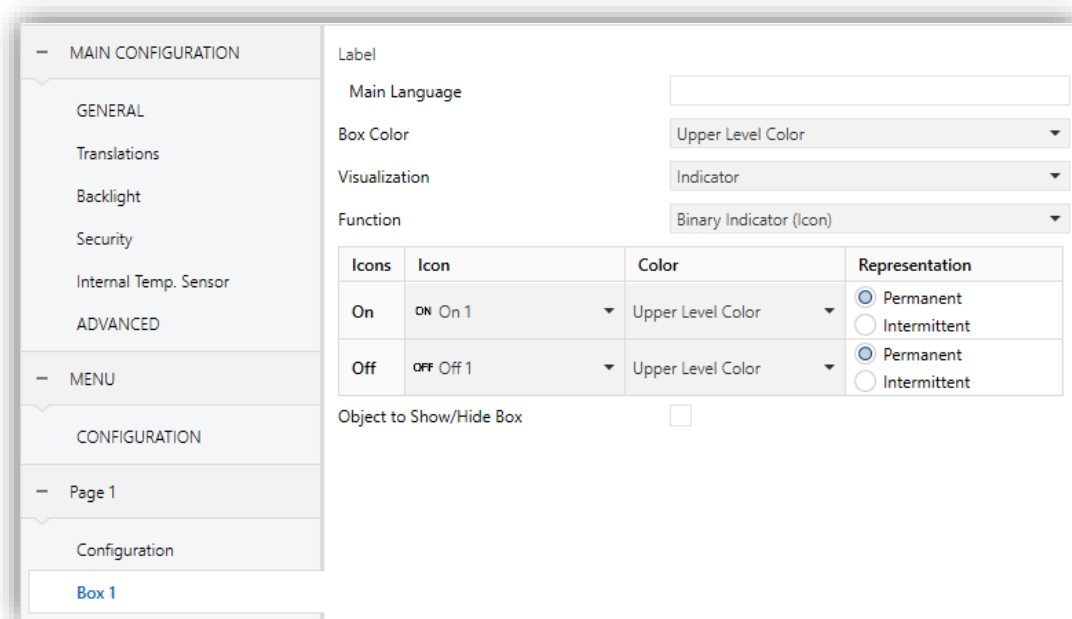 MAIN CONFIGURATION
GENERAL
Translations
Backlight
Security
Internal Temp. Sensor
ADVANCED
MENU
CONFIGURATION
Page 1
Configuration
Box 1
Label
Main Language
Box Color Upper Level Color
Visualization Indicator
Function Binary Indicator (Icon)
Icons Icon Color Representation
On ON On 1 Upper Level Color Permanent
Intermittent
Off OFF Off 1 Upper Level Color Permanent
Intermittent
Object to Show/Hide Box